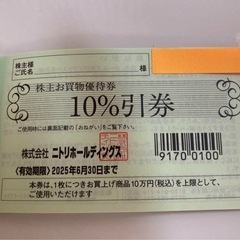 株主様
ご氏名
様
株主お買物優待券
10%引券
ご使用時には裏面記載の「おねがい」をご覧下さい。
株式会社 ニトリホールディングス
〈有効期限〉2025年6月30日まで
9170 0100
本券は、1枚につきお買上げ商品10万円(税込)を上限として、
ご使用いただけます